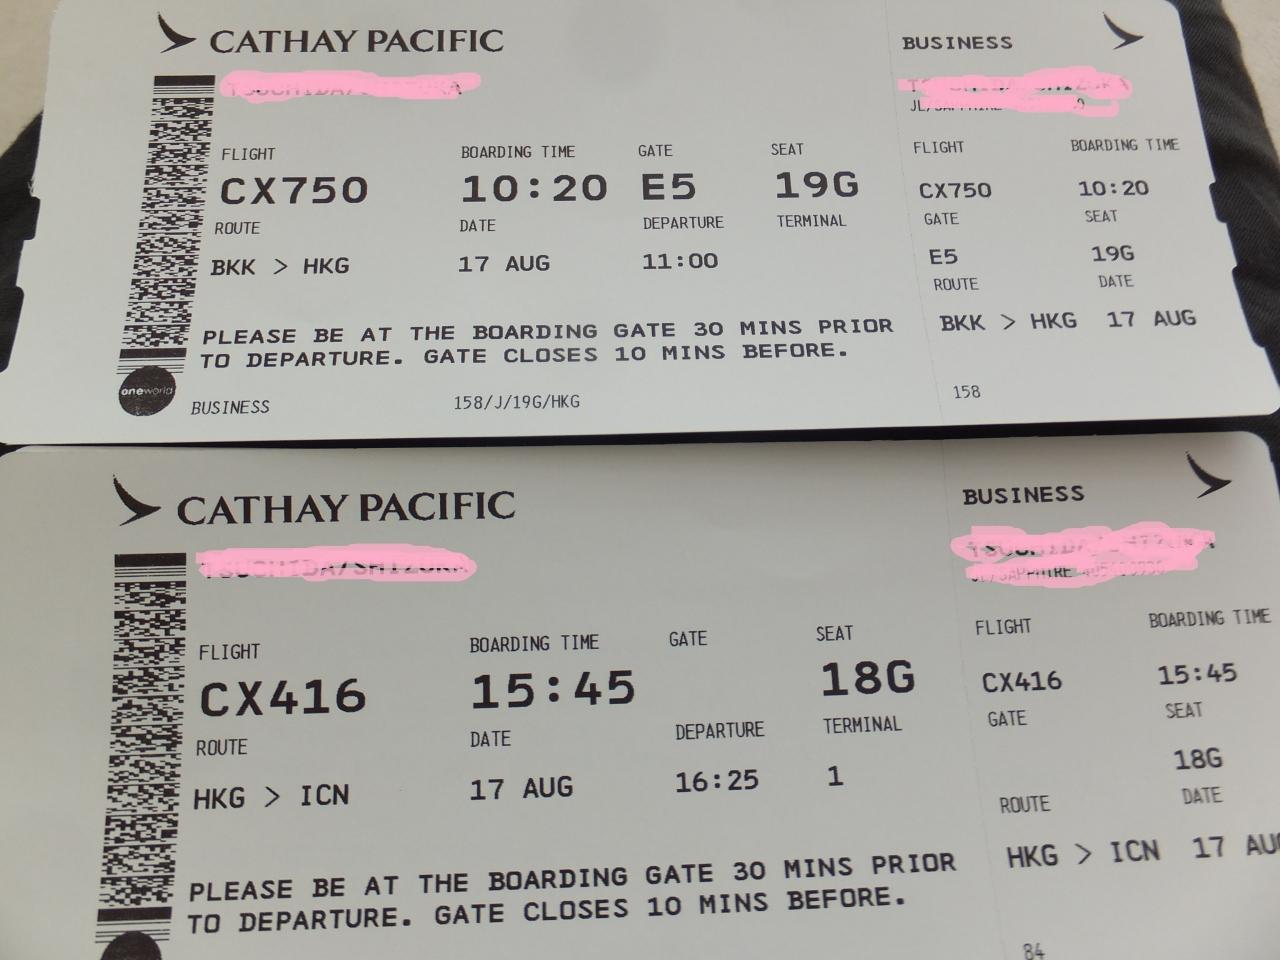 CATHAY PACIFIC
BUSINESS
FLIGHT BOARDING TIME GATE SEAT
CX750 10:20 E5 19G
ROUTE DATE DEPARTURE TERMINAL
BKK > HKG 17 AUG 11:00
PLEASE BE AT THE BOARDING GATE 30 MINS PRIOR
TO DEPARTURE. GATE CLOSES 10 MINS BEFORE.
oneworld
BUSINESS 158/J/19G/HKG
FLIGHT BOARDING TIME
CX750 10:20
GATE SEAT
E5 19G
ROUTE DATE
BKK > HKG 17 AUG
158
CATHAY PACIFIC
BUSINESS
FLIGHT BOARDING TIME GATE SEAT
CX416 15:45 18G
ROUTE DATE DEPARTURE TERMINAL
HKG > ICN 17 AUG 16:25 1
PLEASE BE AT THE BOARDING GATE 30 MINS PRIOR
TO DEPARTURE. GATE CLOSES 10 MINS BEFORE.
FLIGHT BOARDING TIME
CX416 15:45
GATE SEAT
18G
ROUTE DATE
HKG > ICN 17 AUG
84